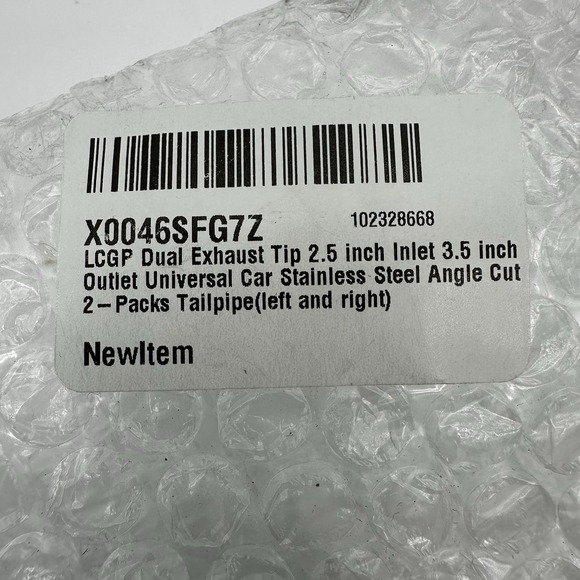 X0046SFG7Z 102328668
LCGP Dual Exhaust Tip 2.5 inch Inlet 3.5 inch
Outlet Universal Car Stainless Steel Angle Cut
2-Packs Tailpipe(left and right)
NewItem